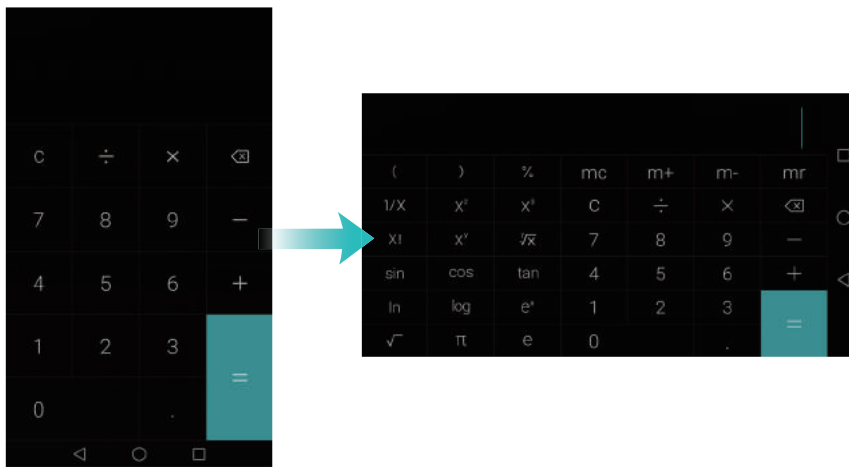 C ÷ ×
7 8 9 −
4 5 6 +
1 2 3 =
0 .
( ) % mc m+ m- mr
1/X X² X³ C ÷ ×
X! Xʸ ʸ√x 7 8 9 −
sin cos tan 4 5 6 +
ln log eˣ 1 2 3 =
√ π e 0 .